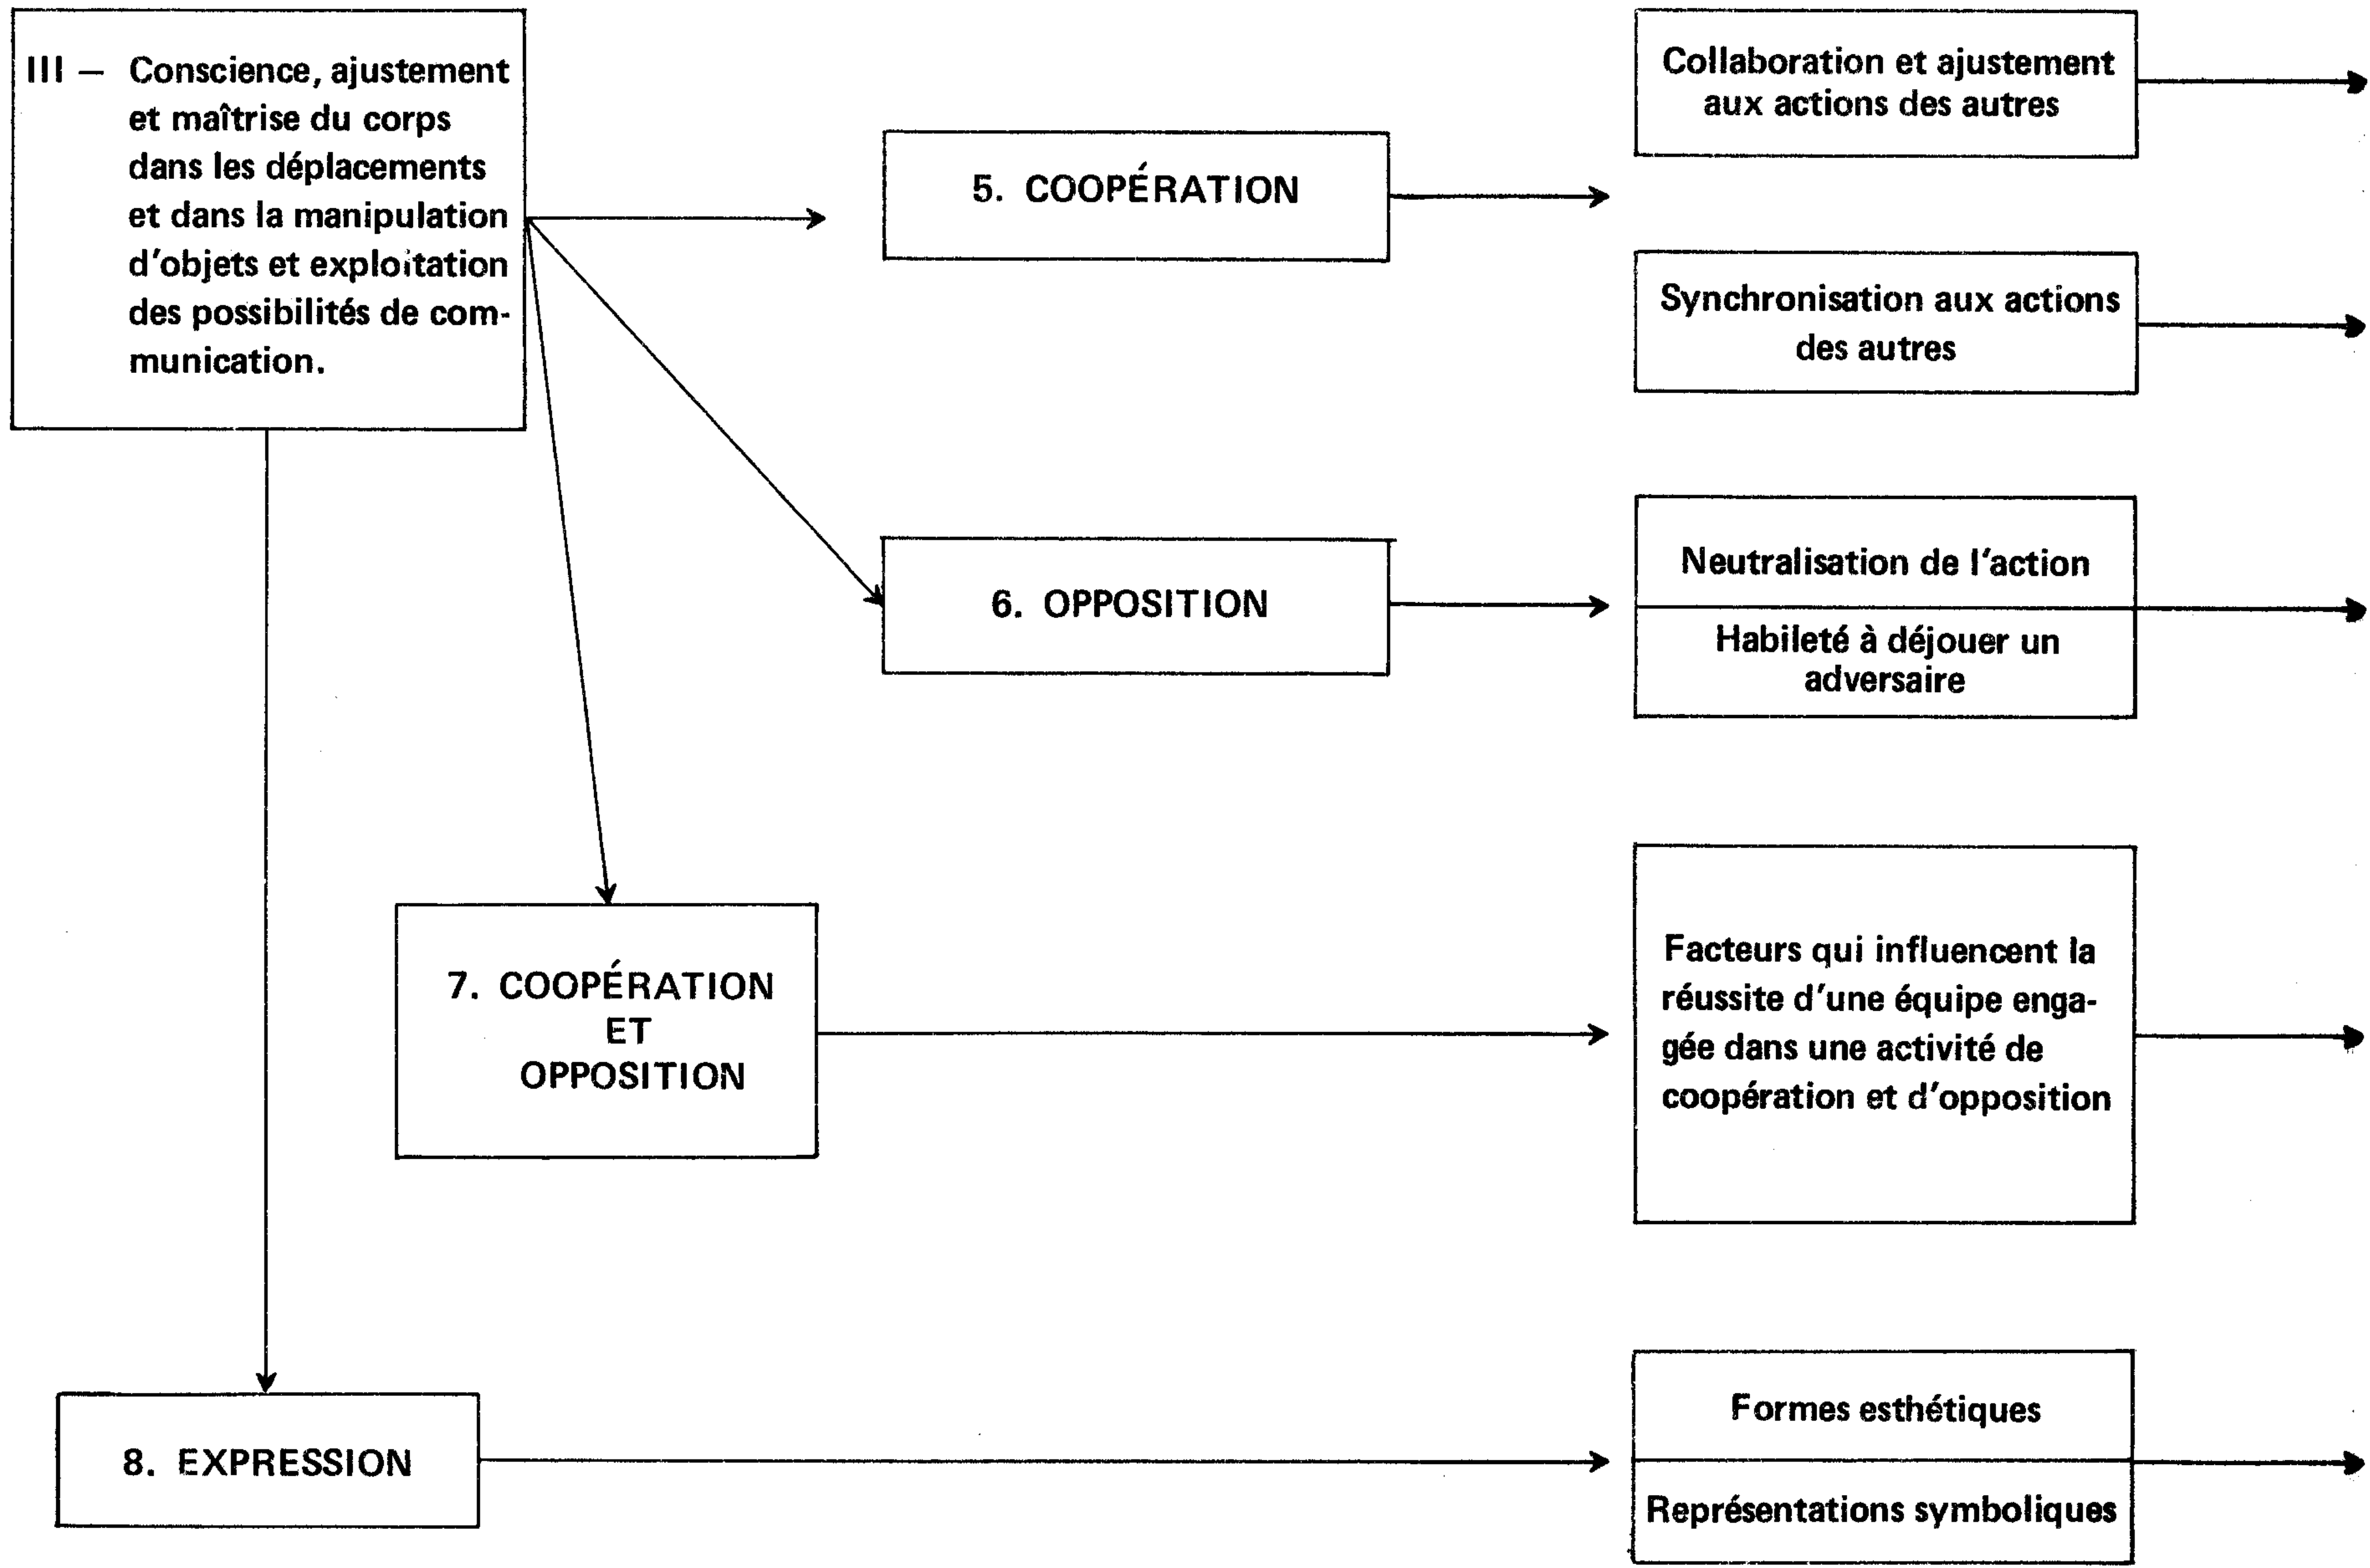 III — Conscience, ajustement
et maîtrise du corps
dans les déplacements
et dans la manipulation
d'objets et exploitation
des possibilités de com-
munication.
5. COOPÉRATION
Collaboration et ajustement
aux actions des autres
Synchronisation aux actions
des autres
6. OPPOSITION
Neutralisation de l'action
Habileté à déjouer un
adversaire
7. COOPÉRATION
ET
OPPOSITION
Facteurs qui influencent la
réussite d'une équipe enga-
gée dans une activité de
coopération et d'opposition
8. EXPRESSION
Formes esthétiques
Représentations symboliques